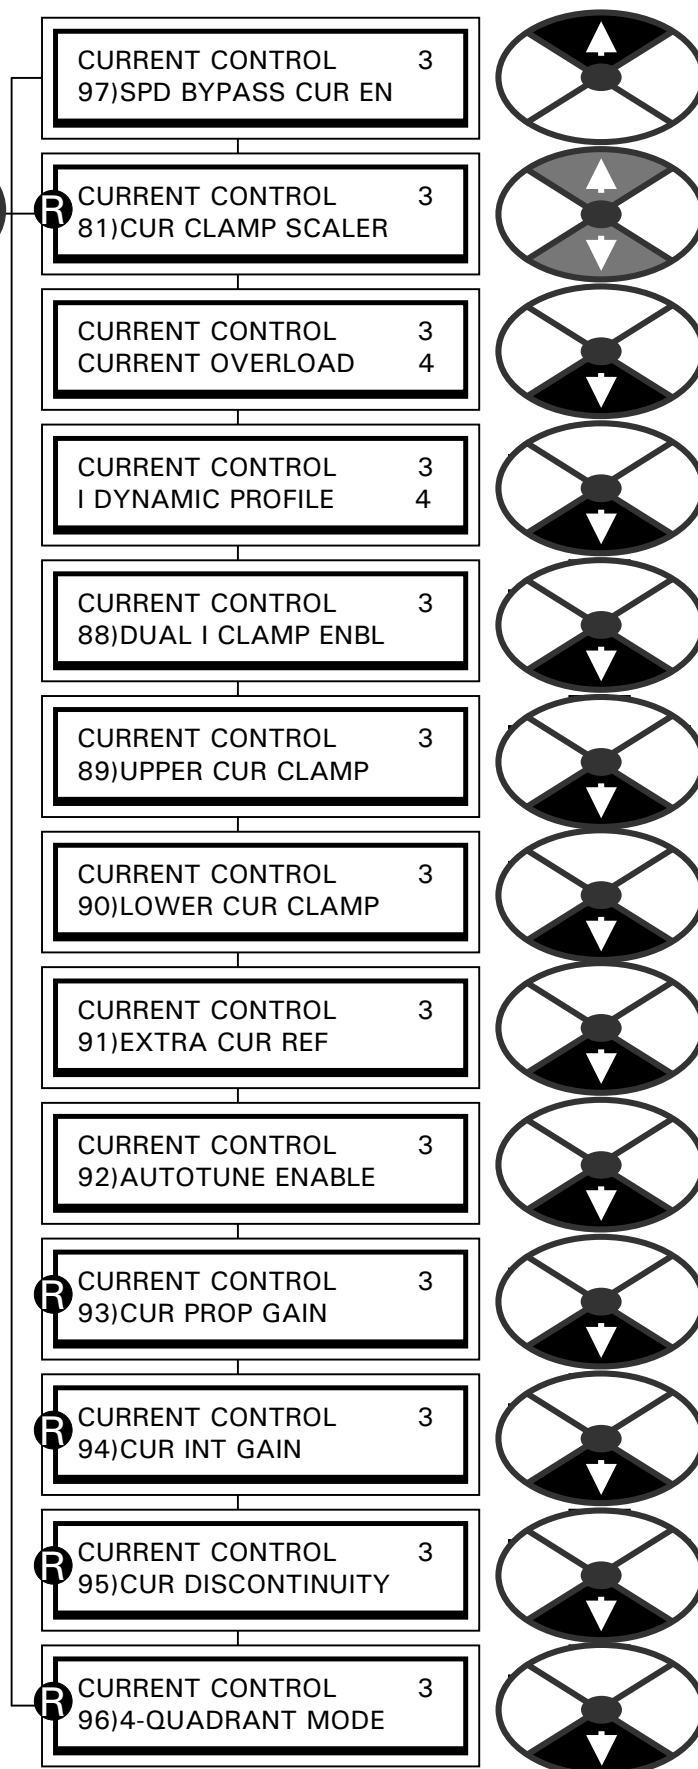 CURRENT CONTROL 3
97)SPD BYPASS CUR EN
R CURRENT CONTROL 3
81)CUR CLAMP SCALER
CURRENT CONTROL 3
CURRENT OVERLOAD 4
CURRENT CONTROL 3
I DYNAMIC PROFILE 4
CURRENT CONTROL 3
88)DUAL I CLAMP ENBL
CURRENT CONTROL 3
89)UPPER CUR CLAMP
CURRENT CONTROL 3
90)LOWER CUR CLAMP
CURRENT CONTROL 3
91)EXTRA CUR REF
CURRENT CONTROL 3
92)AUTOTUNE ENABLE
R CURRENT CONTROL 3
93)CUR PROP GAIN
R CURRENT CONTROL 3
94)CUR INT GAIN
R CURRENT CONTROL 3
95)CUR DISCONTINUITY
R CURRENT CONTROL 3
96)4-QUADRANT MODE